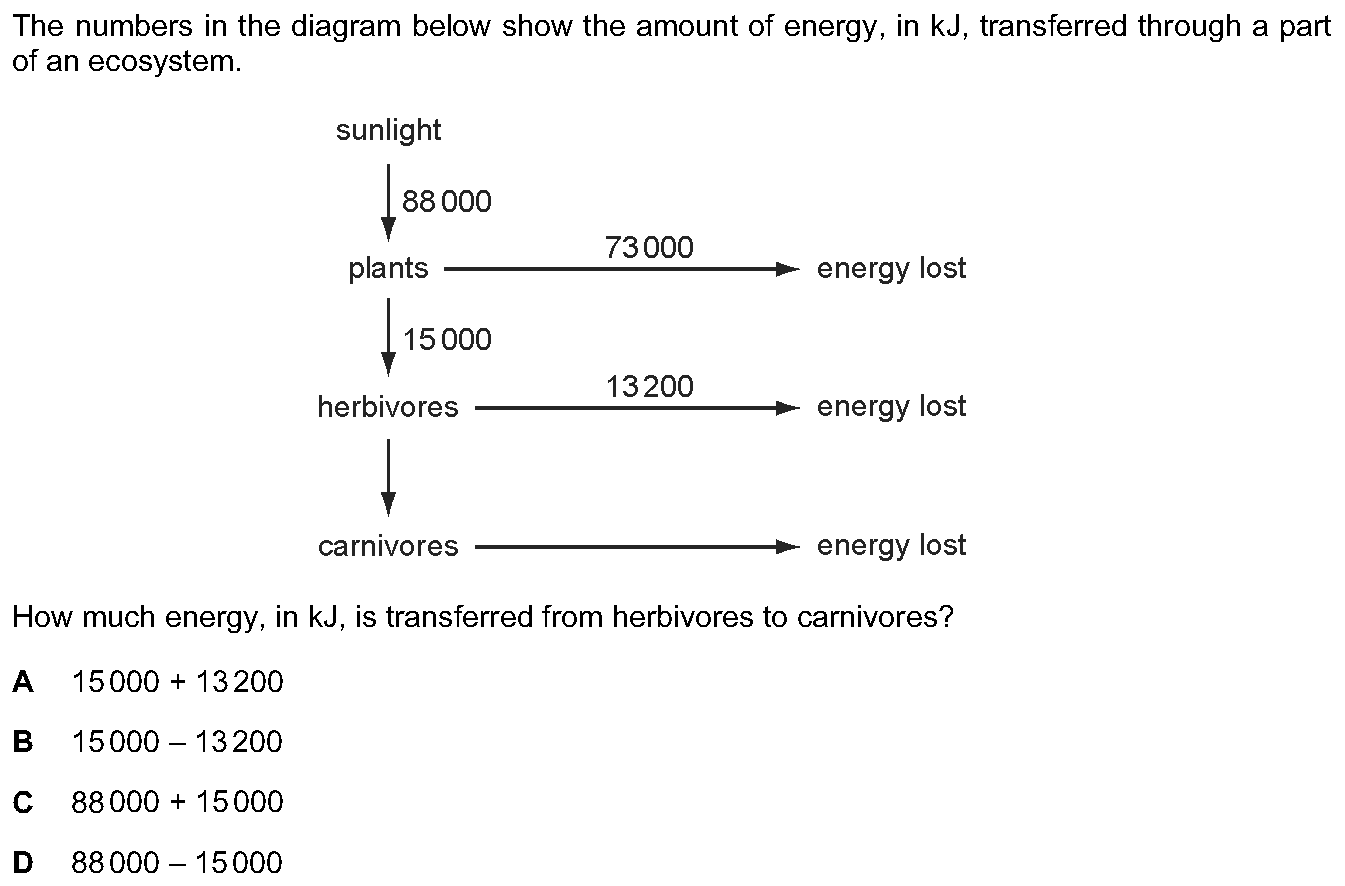 The numbers in the diagram below show the amount of energy, in kJ, transferred through a part
of an ecosystem.
sunlight
88 000
73 000
plants
energy lost
15 000
13 200
herbivores
energy lost
carnivores
energy lost
How much energy, in kJ, is transferred from herbivores to carnivores?
A 15 000 + 13 200
B 15 000 – 13 200
C 88 000 + 15 000
D 88 000 – 15 000